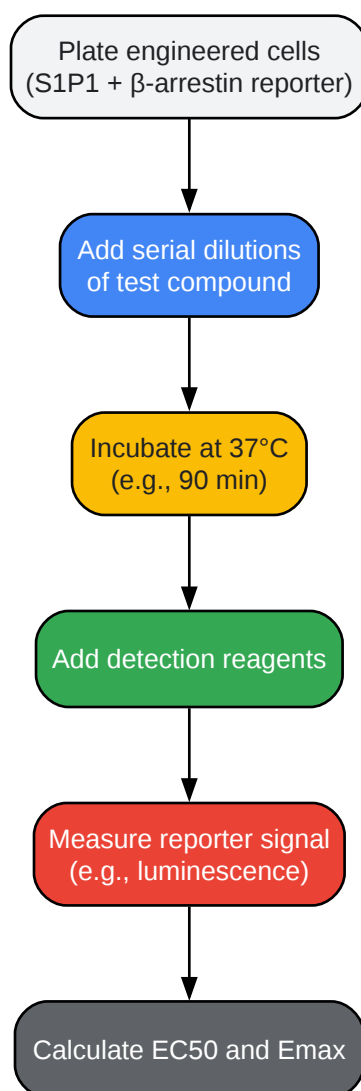 Plate engineered cells
(S1P1 + β-arrestin reporter)
Add serial dilutions
of test compound
Incubate at 37°C
(e.g., 90 min)
Add detection reagents
Measure reporter signal
(e.g., luminescence)
Calculate EC50 and Emax